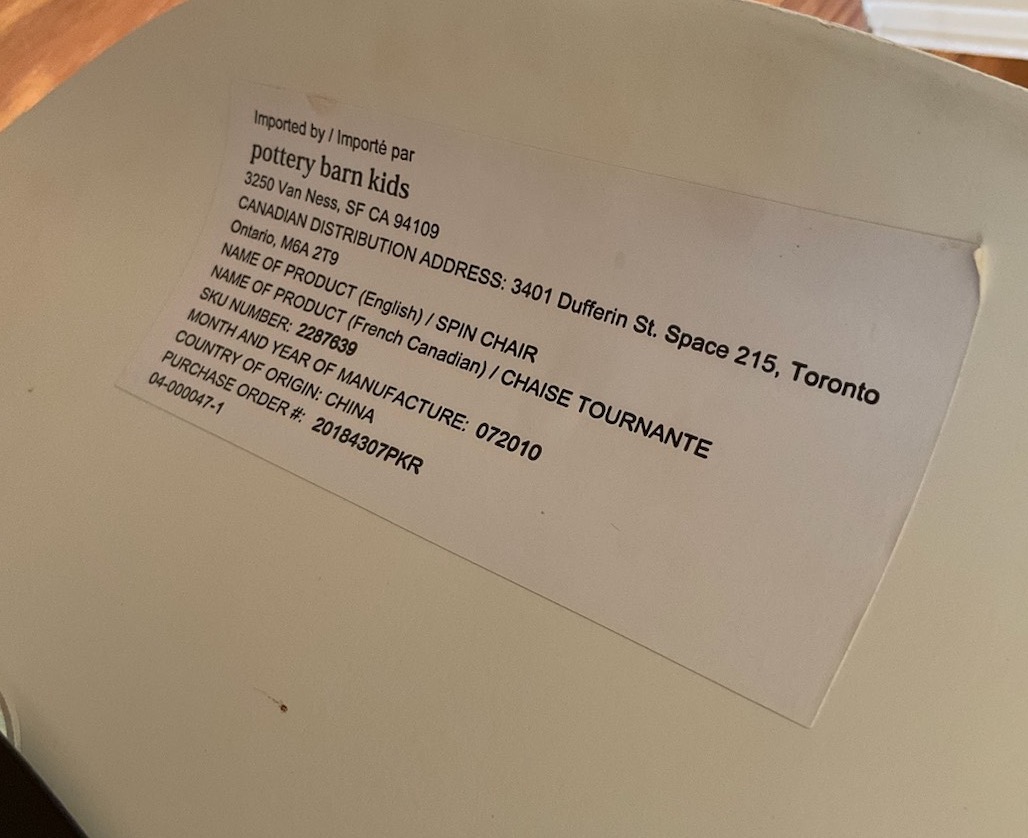 Imported by / Importé par
pottery barn kids
3250 Van Ness, SF CA 94109
CANADIAN DISTRIBUTION ADDRESS: 3401 Dufferin St. Space 215, Toronto
Ontario, M6A 2T9
NAME OF PRODUCT (English) / SPIN CHAIR
NAME OF PRODUCT (French Canadian) / CHAISE TOURNANTE
SKU NUMBER: 2287639
MONTH AND YEAR OF MANUFACTURE: 072010
COUNTRY OF ORIGIN: CHINA
PURCHASE ORDER #: 20184307PKR
04-000047-1